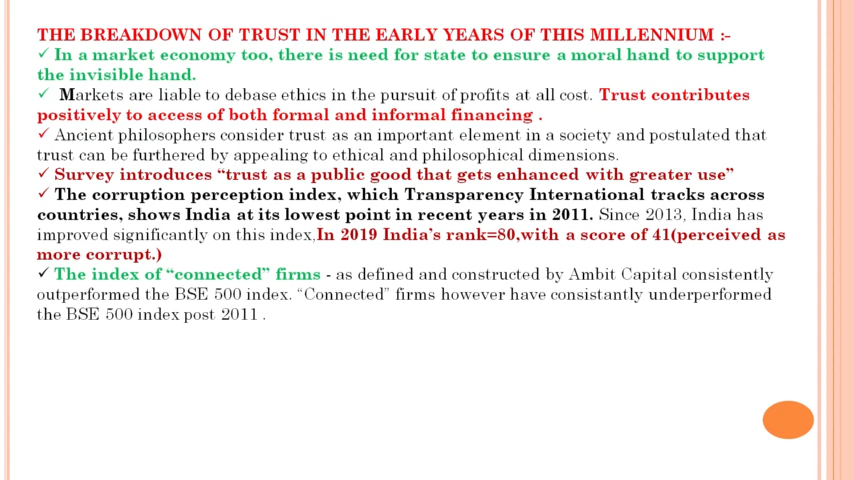 THE BREAKDOWN OF TRUST IN THE EARLY YEARS OF THIS MILLENNIUM :-
✓ In a market economy too, there is need for state to ensure a moral hand to support
the invisible hand.
✓ Markets are liable to debase ethics in the pursuit of profits at all cost. Trust contributes
positively to access of both formal and informal financing .
✓ Ancient philosophers consider trust as an important element in a society and postulated that
trust can be furthered by appealing to ethical and philosophical dimensions.
✓ Survey introduces “trust as a public good that gets enhanced with greater use”
✓ The corruption perception index, which Transparency International tracks across
countries, shows India at its lowest point in recent years in 2011. Since 2013, India has
improved significantly on this index,In 2019 India’s rank=80,with a score of 41(perceived as
more corrupt.)
✓ The index of “connected” firms - as defined and constructed by Ambit Capital consistently
outperformed the BSE 500 index. “Connected” firms however have consistantly underperformed
the BSE 500 index post 2011 .